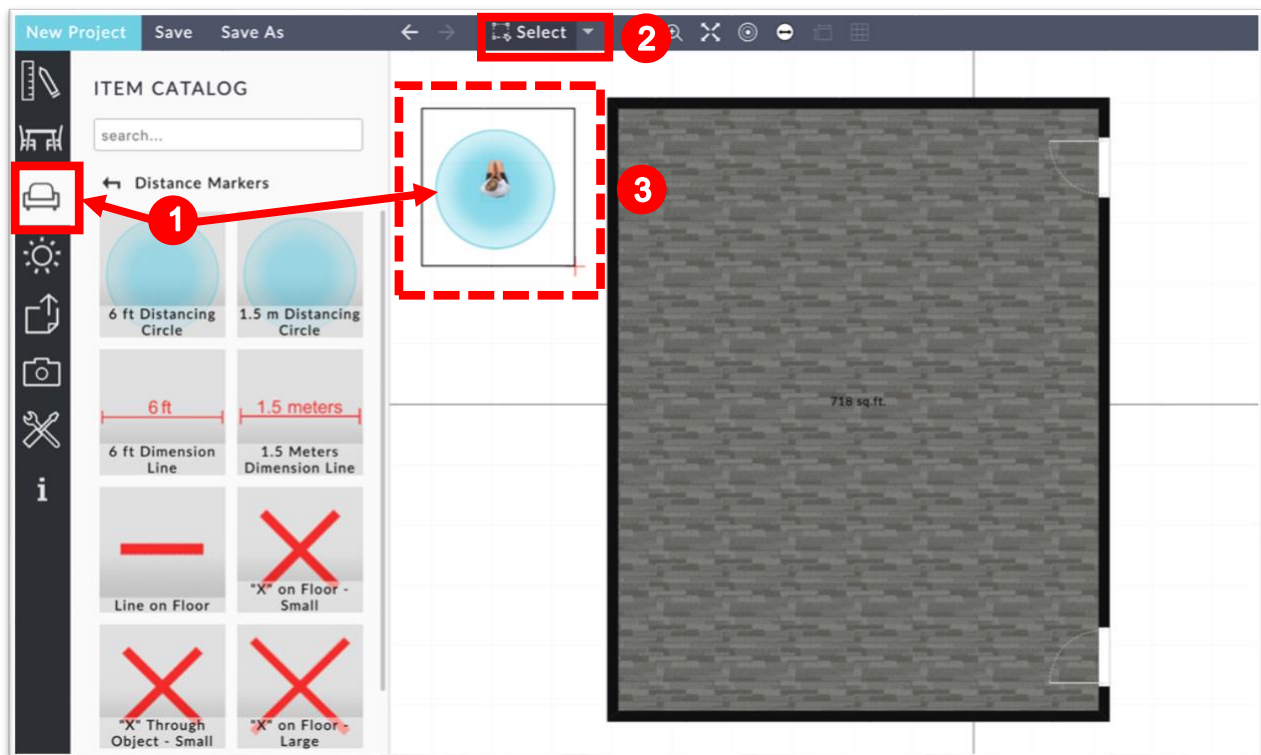 New Project Save Save As Select
2
ITEM CATALOG
search...
Distance Markers
1
3
6 ft Distancing
Circle
1.5 m Distancing
Circle
6 ft
1.5 meters
6 ft Dimension
Line
1.5 Meters
Dimension Line
Line on Floor
"X" on Floor -
Small
"X" Through
Object - Small
"X" on Floor -
Large
718 sq.ft.
i